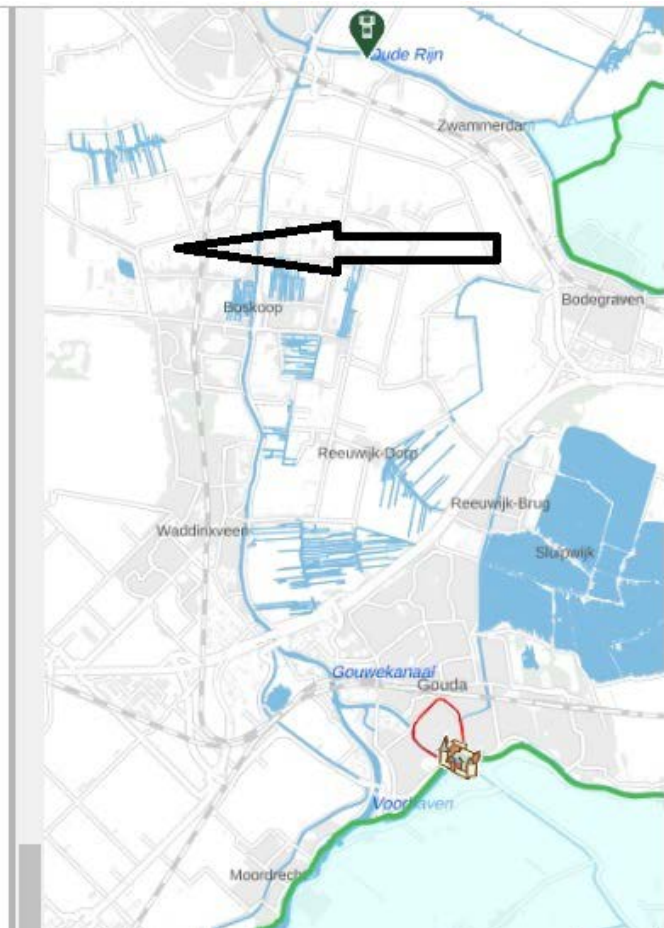 Oude Rijn
Zwammerdam
Bodegraven
Boskoop
Reeuwijk-Dorp
Reeuwijk-Brug
Waddinxveen
Sluipwijk
Gouwekanaal
Gouda
Voorhaven
Moordrecht